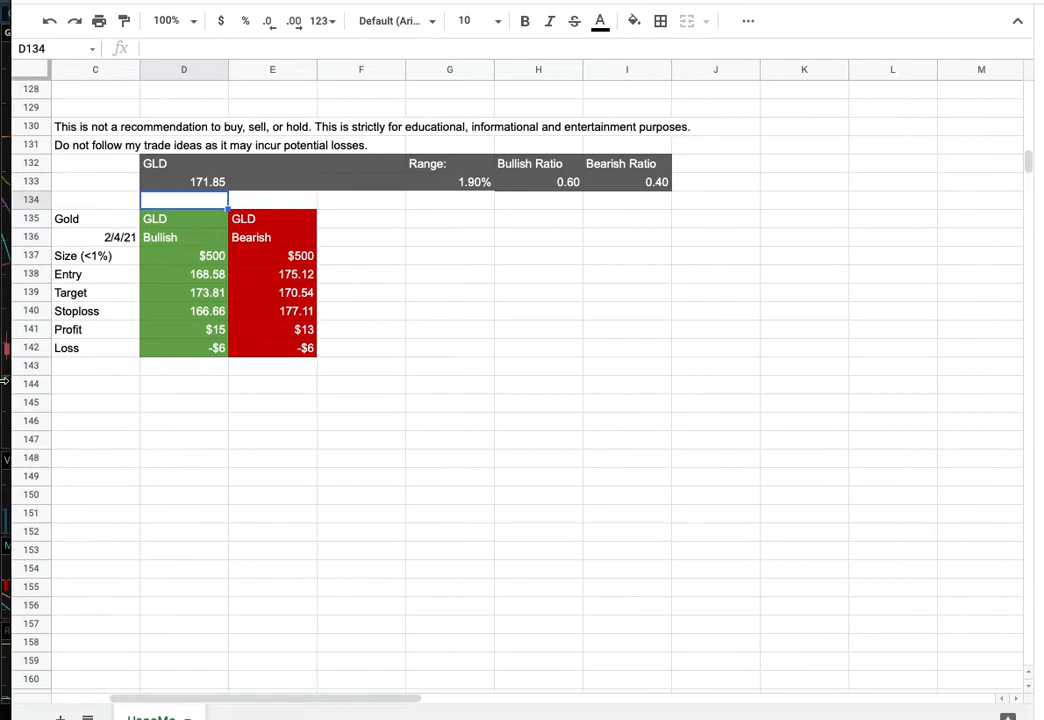 100% $ % .0 .00 123 Default (Ari... 10 B I S A
D134 fx
C D E F G H I J K L M
128
129
130 This is not a recommendation to buy, sell, or hold. This is strictly for educational, informational and entertainment purposes.
131 Do not follow my trade ideas as it may incur potential losses.
132 GLD Range: Bullish Ratio Bearish Ratio
133 171.85 1.90% 0.60 0.40
134
135 Gold GLD GLD
136 2/4/21 Bullish Bearish
137 Size (<1%) $500 $500
138 Entry 168.58 175.12
139 Target 173.81 170.54
140 Stoploss 166.66 177.11
141 Profit $15 $13
142 Loss -$6 -$6
143
144
145
146
147
148
149
150
151
152
153
154
155
156
157
158
159
160